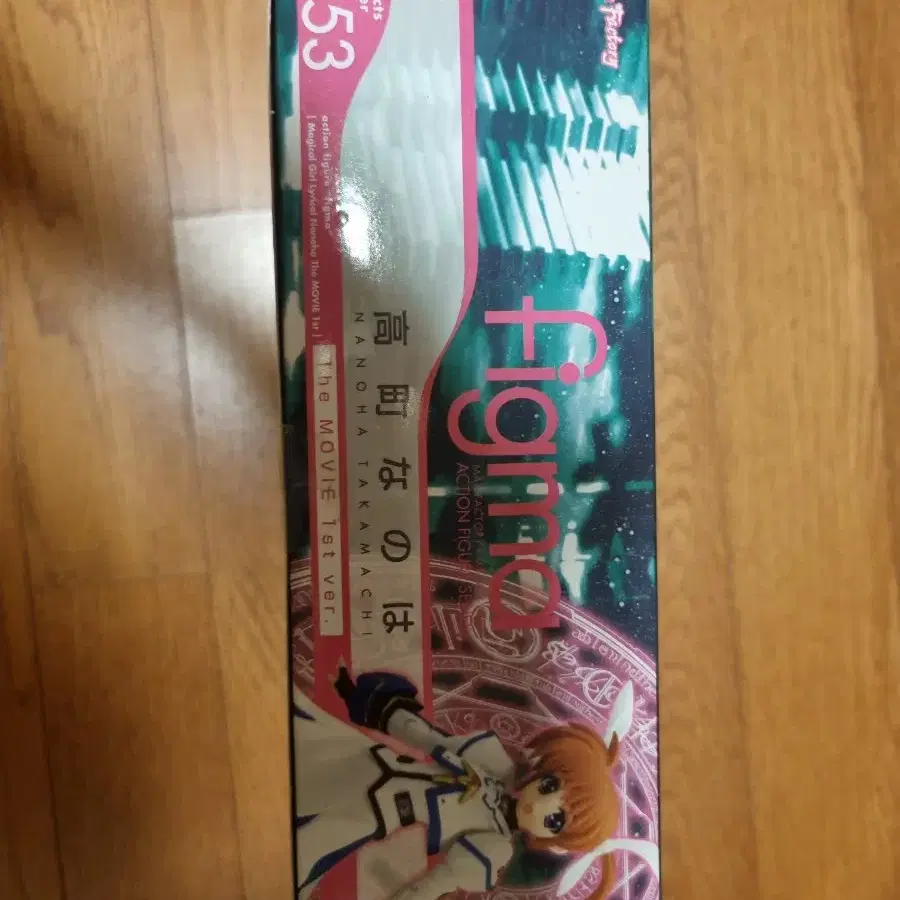 Factory
figma
ACTION FIGURE SE
高町なのは
NANOHA TAKAMACHI
53
action figure "figma"
[ Magical Girl Lyrical Nanoha The MOVIE 1st ]
The MOVIE 1st ver.